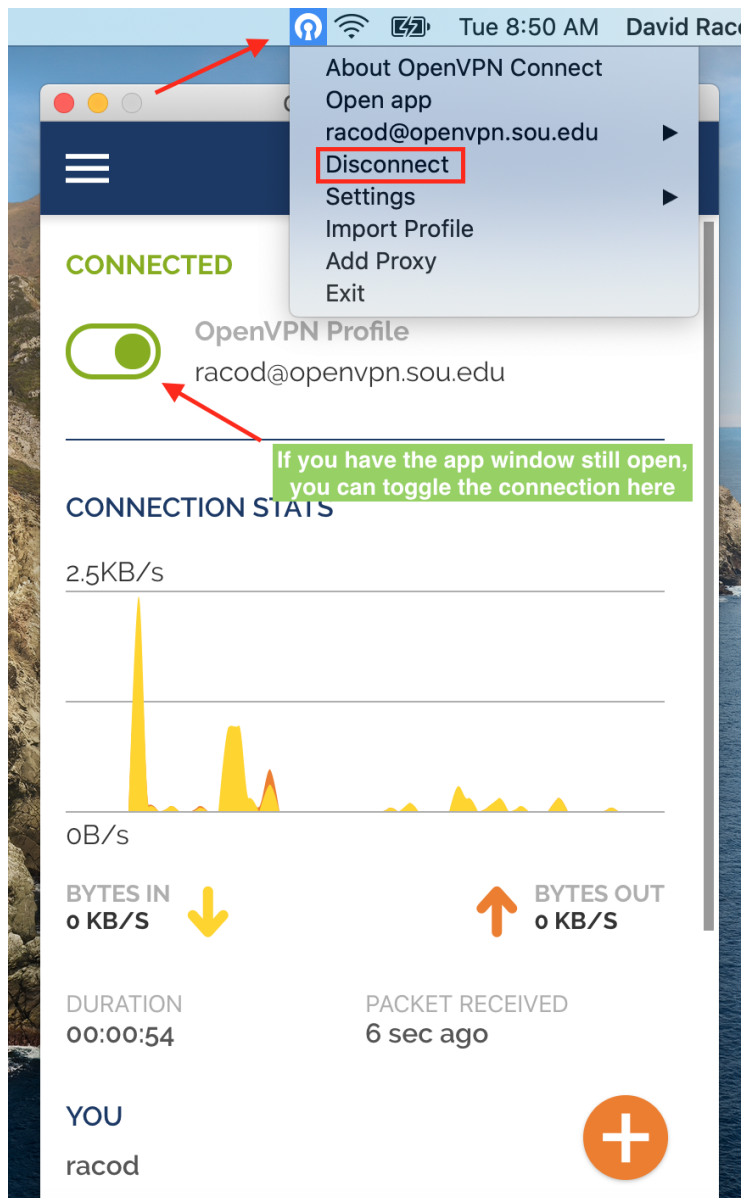 Tue 8:50 AM David Raco
About OpenVPN Connect
Open app
racod@openvpn.sou.edu
Disconnect
Settings
Import Profile
Add Proxy
Exit
CONNECTED
OpenVPN Profile
racod@openvpn.sou.edu
If you have the app window still open,
you can toggle the connection here
CONNECTION STATS
2.5KB/s
0B/s
BYTES IN
0 KB/S
BYTES OUT
0 KB/S
DURATION
00:00:54
PACKET RECEIVED
6 sec ago
YOU
racod